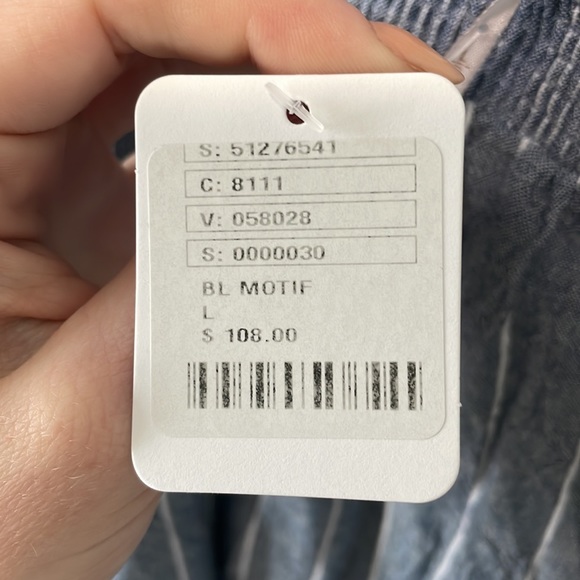 S: 51276541
C: 8111
V: 058028
S: 0000030
BL MOTIF
L
$ 108.00